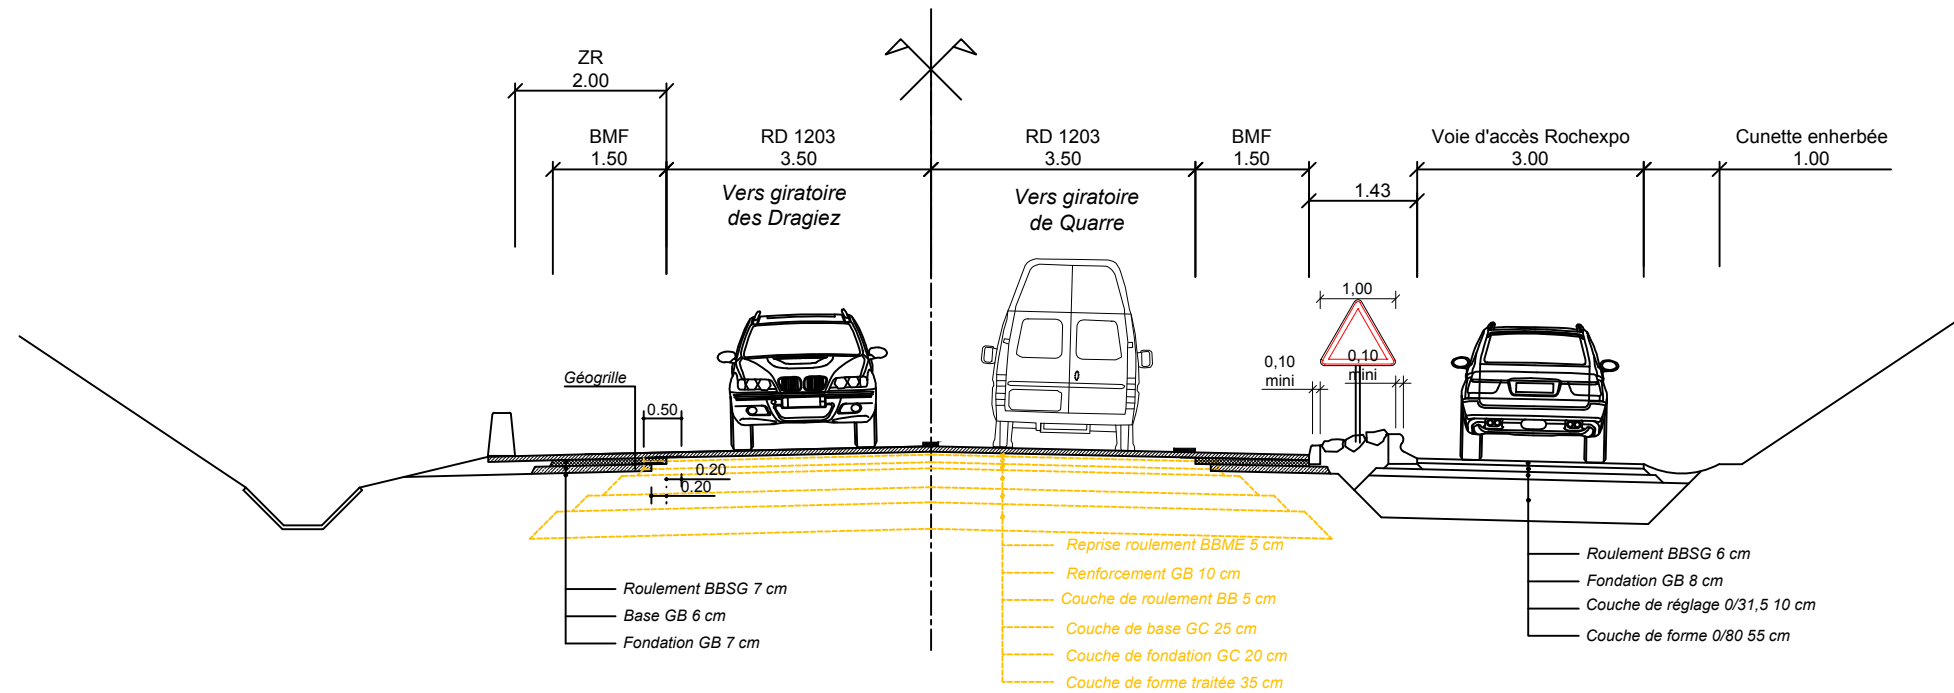 ZR
2.00
BMF
1.50
RD 1203
3.50
RD 1203
3.50
BMF
1.50
Voie d'accès Rochexpo
3.00
Cunette enherbée
1.00
Vers giratoire
des Dragiez
Vers giratoire
de Quarre
1.43
1,00
0,10
mini
0,10
mini
Géogrille
0.50
0.20
0.20
Roulement BBSG 7 cm
Base GB 6 cm
Fondation GB 7 cm
Reprise roulement BBME 5 cm
Renforcement GB 10 cm
Couche de roulement BB 5 cm
Couche de base GC 25 cm
Couche de fondation GC 20 cm
Couche de forme traitée 35 cm
Roulement BBSG 6 cm
Fondation GB 8 cm
Couche de réglage 0/31,5 10 cm
Couche de forme 0/80 55 cm